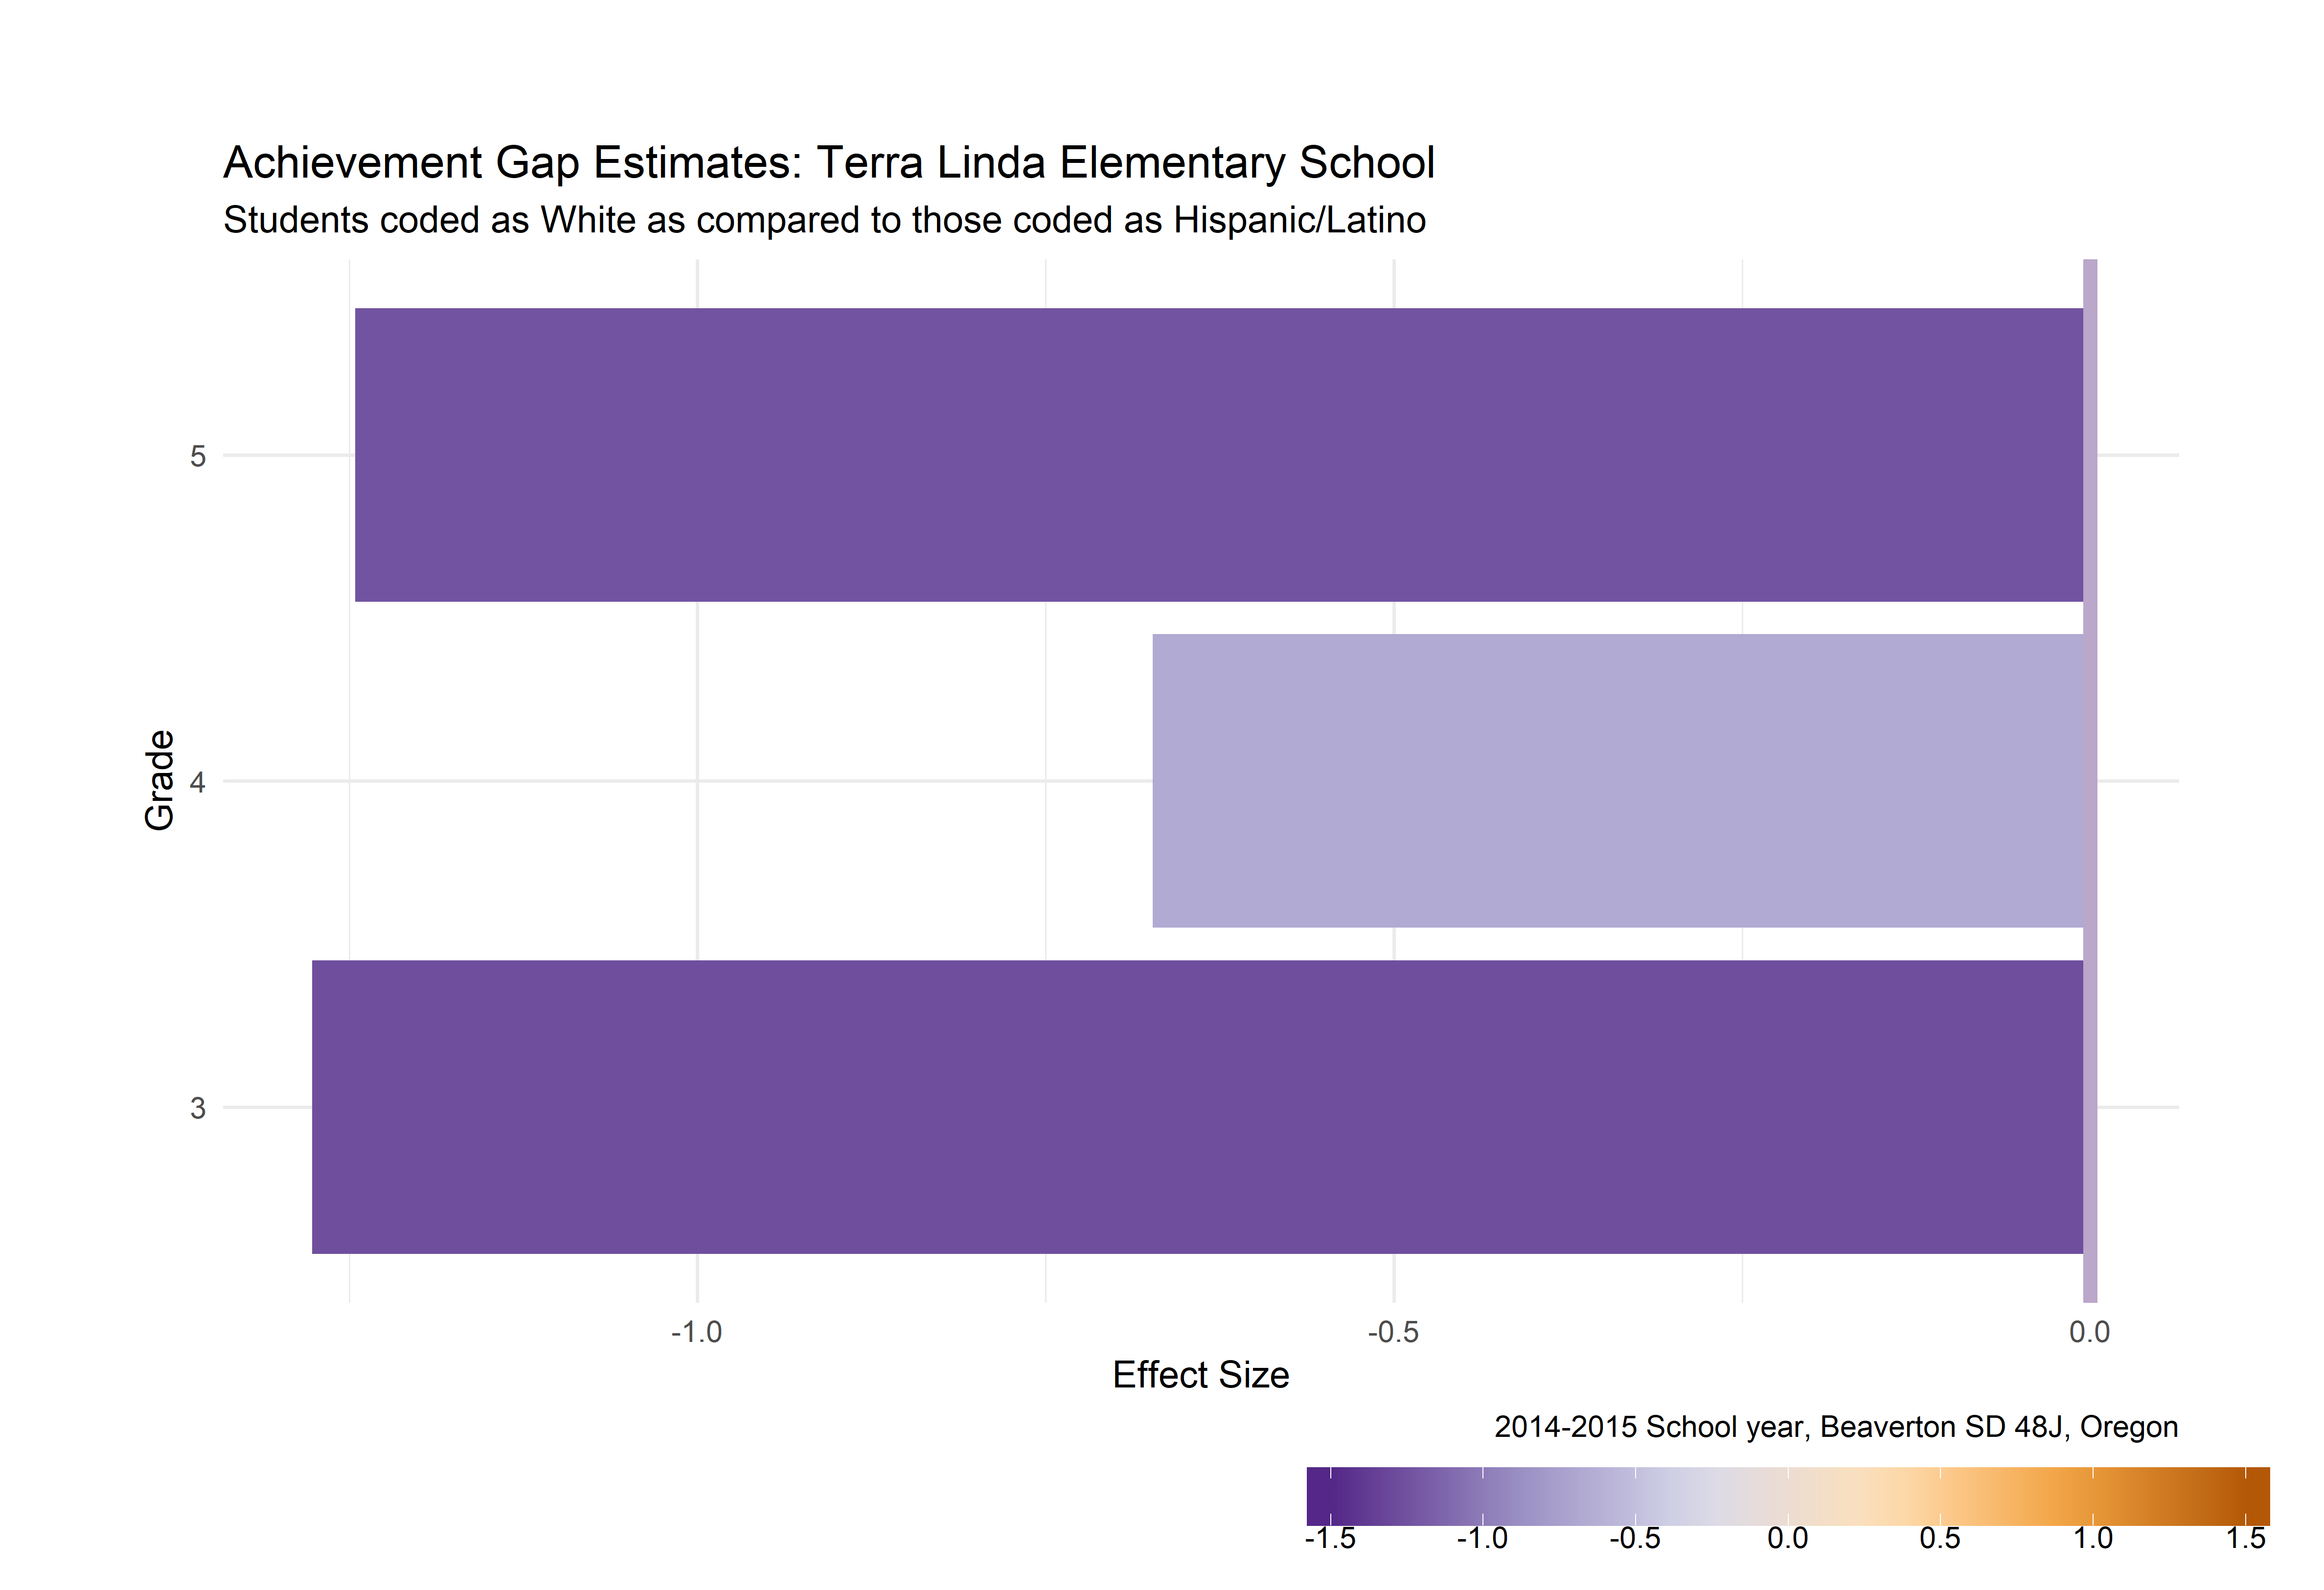 Achievement Gap Estimates: Terra Linda Elementary School
Students coded as White as compared to those coded as Hispanic/Latino
5
4
3
Grade
-1.0 -0.5 0.0
Effect Size
2014-2015 School year, Beaverton SD 48J, Oregon
-1.5 -1.0 -0.5 0.0 0.5 1.0 1.5